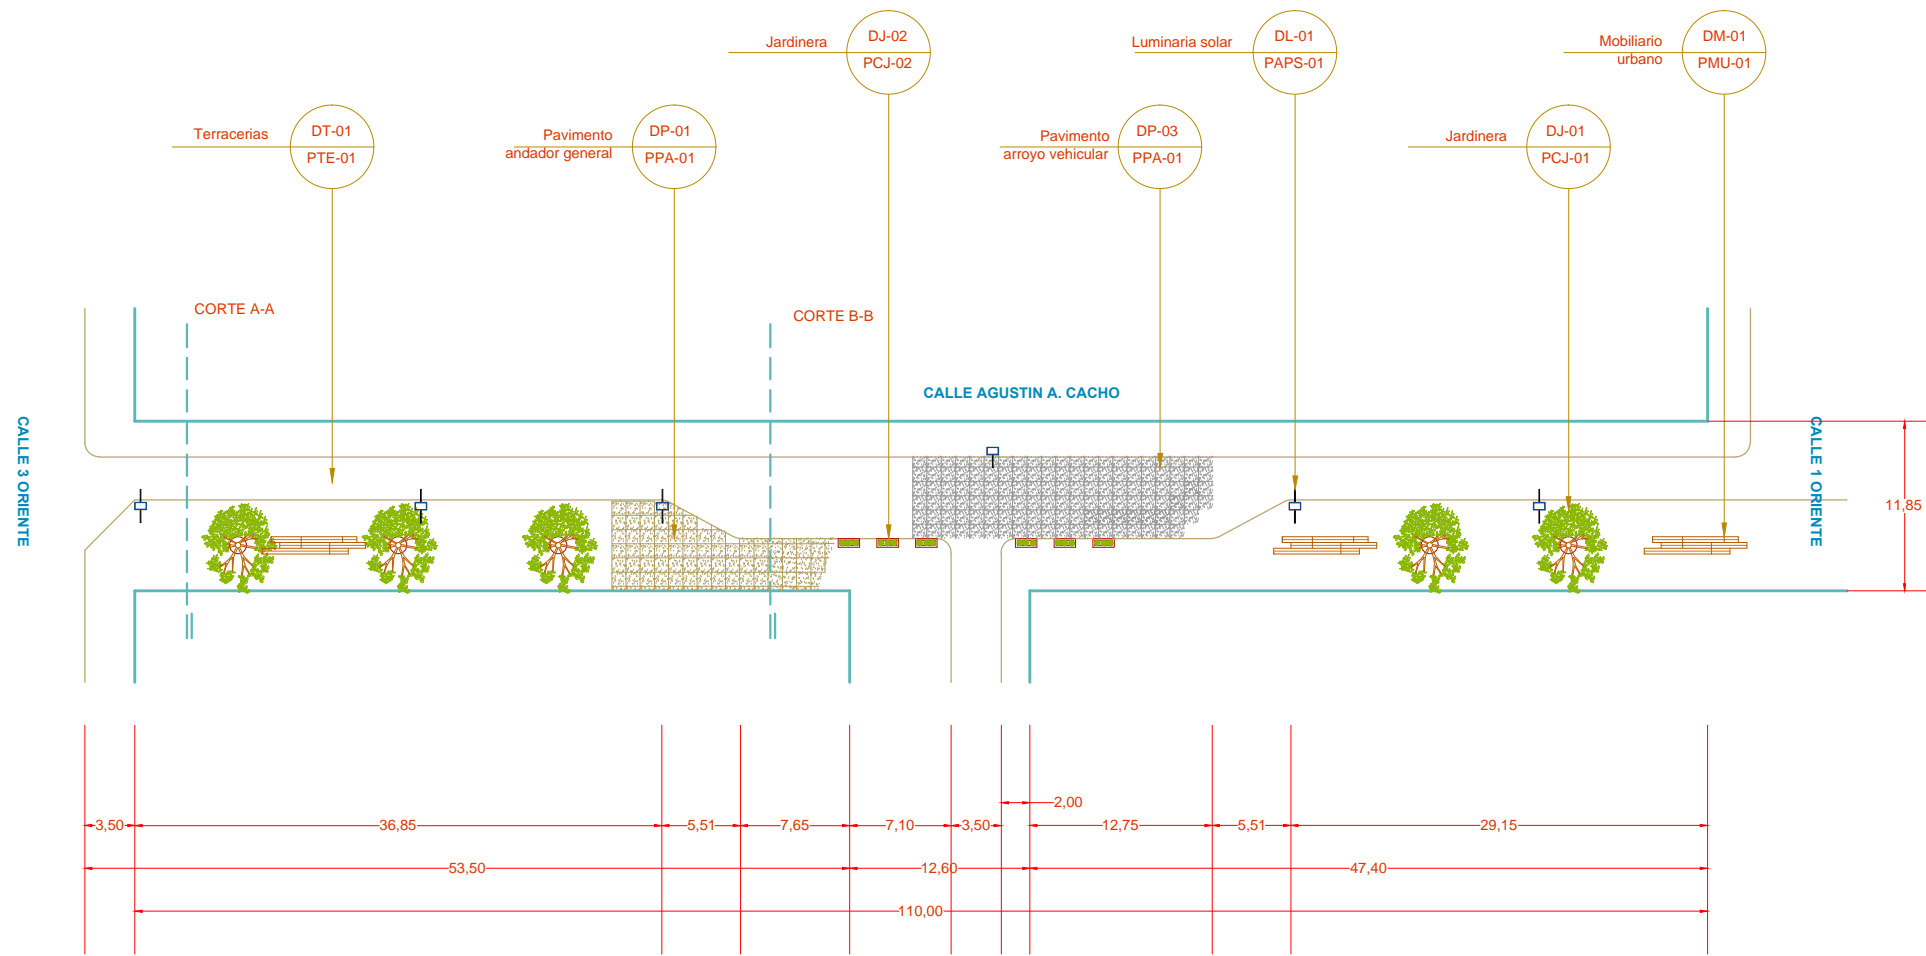 Jardinera
DJ-02
PCJ-02
Luminaria solar
DL-01
PAPS-01
Mobiliario
urbano
DM-01
PMU-01
Terracerias
DT-01
PTE-01
Pavimento
andador general
DP-01
PPA-01
Pavimento
arroyo vehicular
DP-03
PPA-01
Jardinera
DJ-01
PCJ-01
CORTE A-A
CORTE B-B
CALLE AGUSTIN A. CACHO
CALLE 3 ORIENTE
CALLE 1 ORIENTE
11,85
2,00
3,50
36,85
5,51
7,65
7,10
3,50
12,75
5,51
29,15
53,50
12,60
47,40
110,00